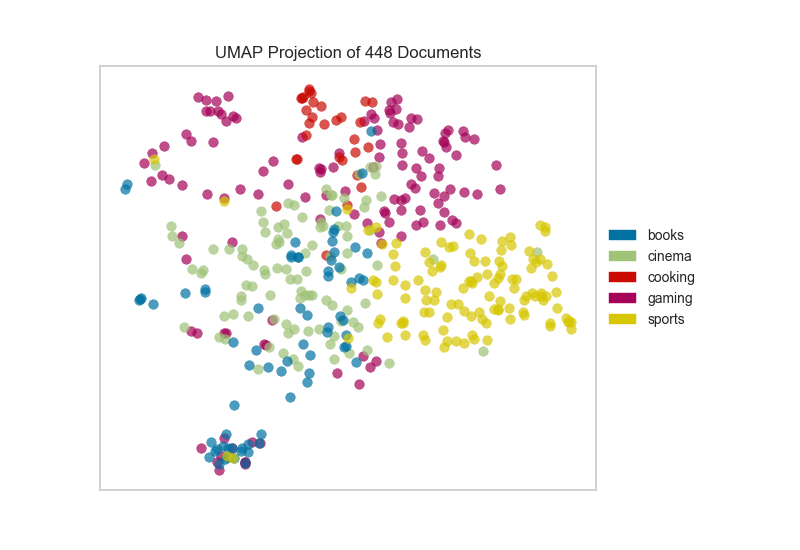 UMAP Projection of 448 Documents
books
cinema
cooking
gaming
sports